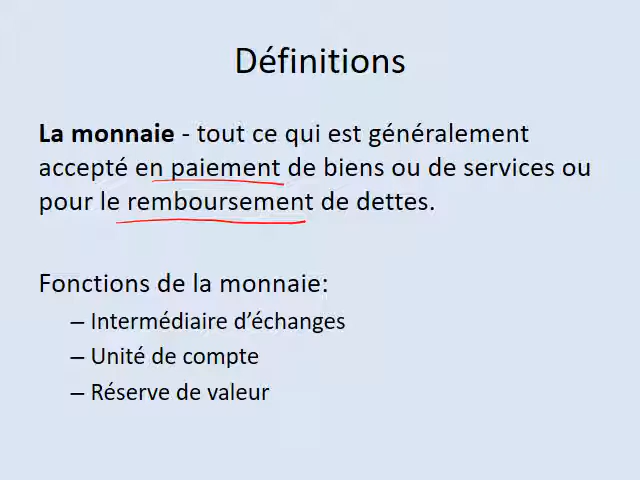 Définitions
La monnaie - tout ce qui est généralement
accepté en paiement de biens ou de services ou
pour le remboursement de dettes.
Fonctions de la monnaie:
– Intermédiaire d’échanges
– Unité de compte
– Réserve de valeur